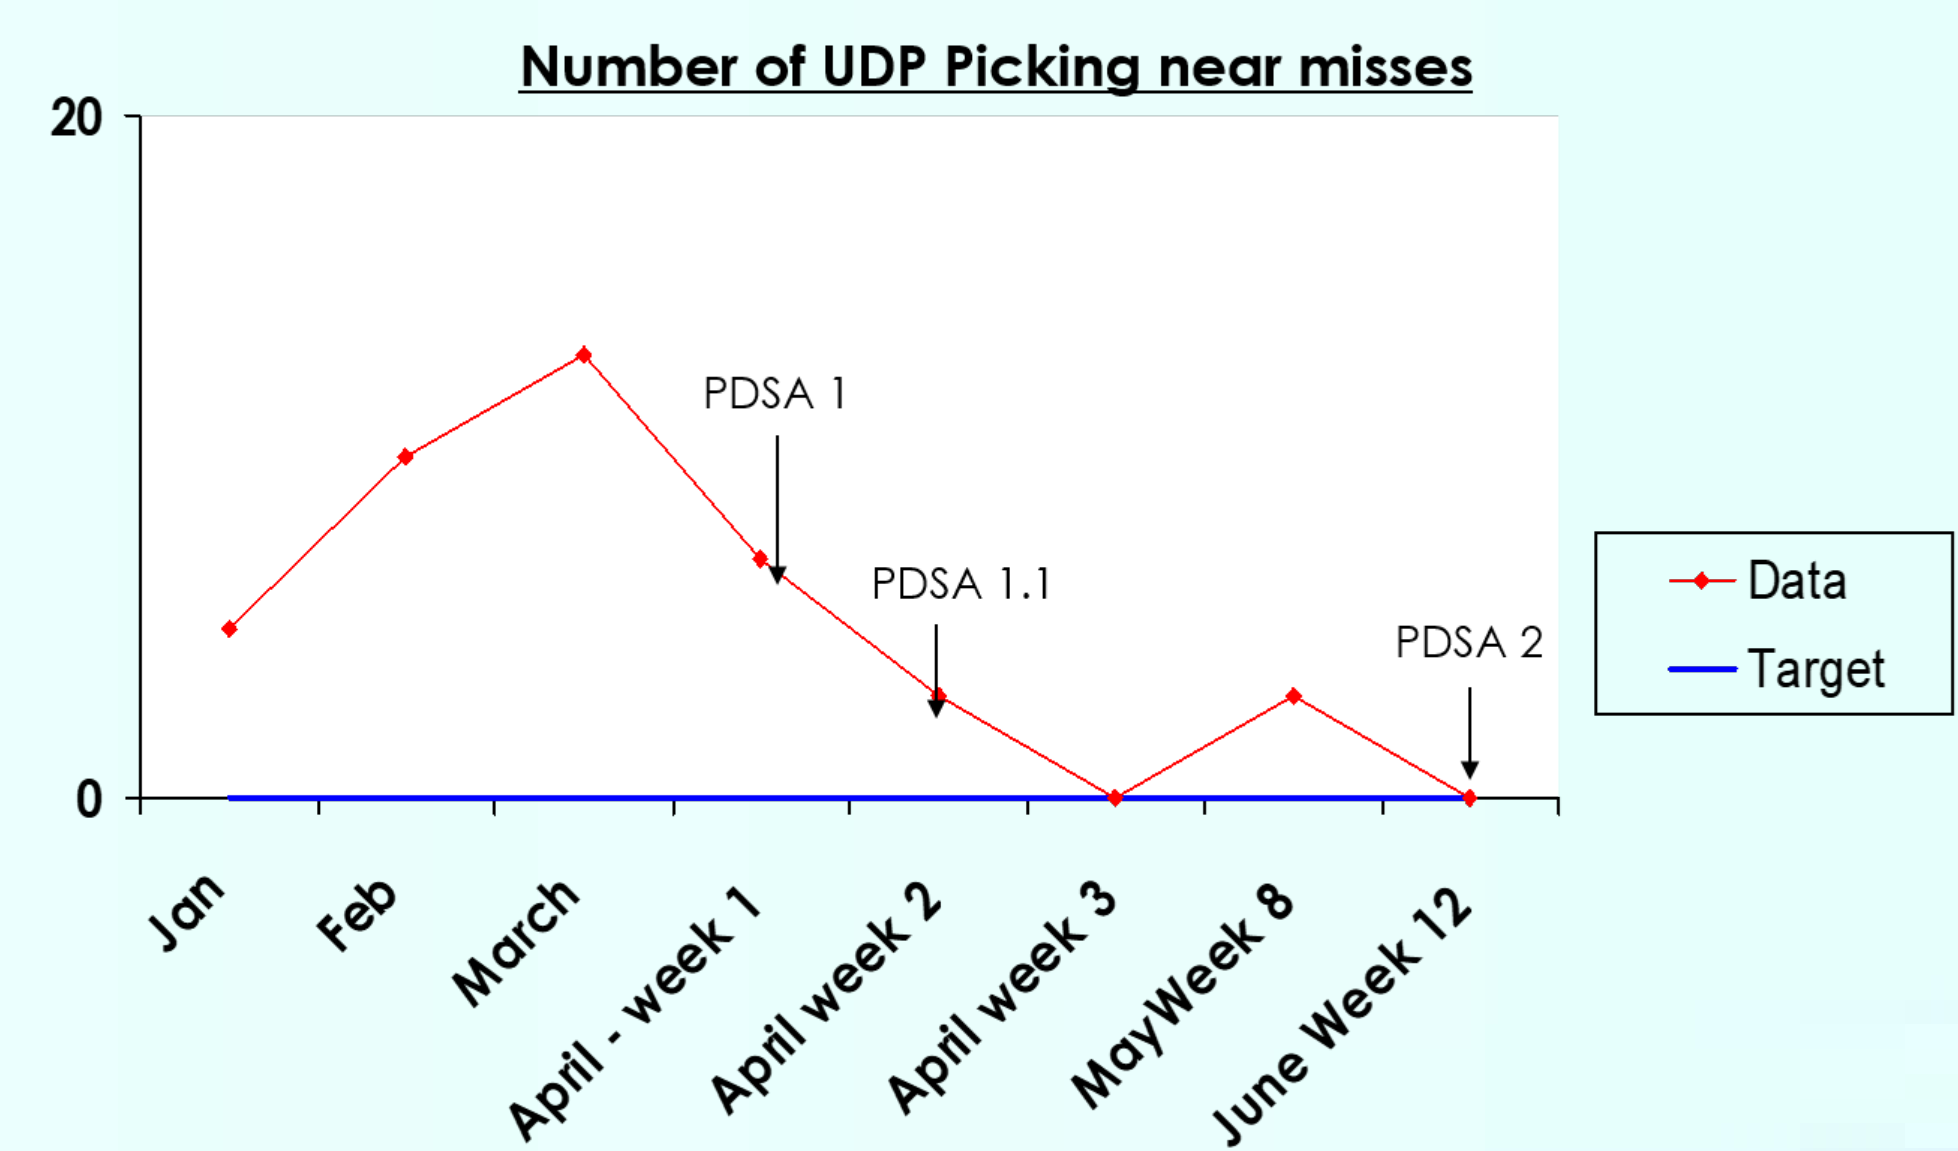 Number of UDP Picking near misses
20
PDSA 1
PDSA 1.1
PDSA 2
Data
Target
0
Jan
Feb
March
April - week 1
April week 2
April week 3
MayWeek 8
June Week 12